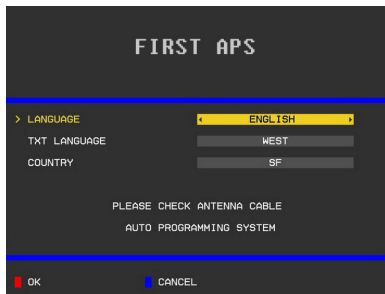 FIRST APS
> LANGUAGE ENGLISH
TXT LANGUAGE WEST
COUNTRY SF
PLEASE CHECK ANTENNA CABLE
AUTO PROGRAMMING SYSTEM
OK CANCEL